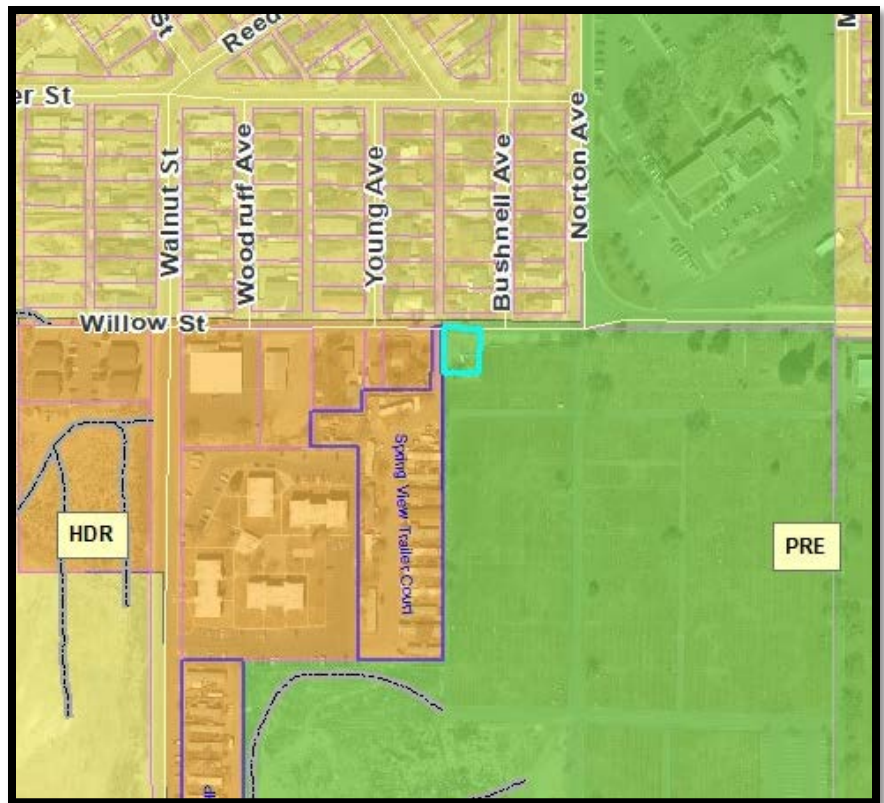 St
Reed
M
er St
Walnut St
Woodruff Ave
Young Ave
Bushnell Ave
Norton Ave
Willow St
Spring View Trailer Court
HDR
PRE